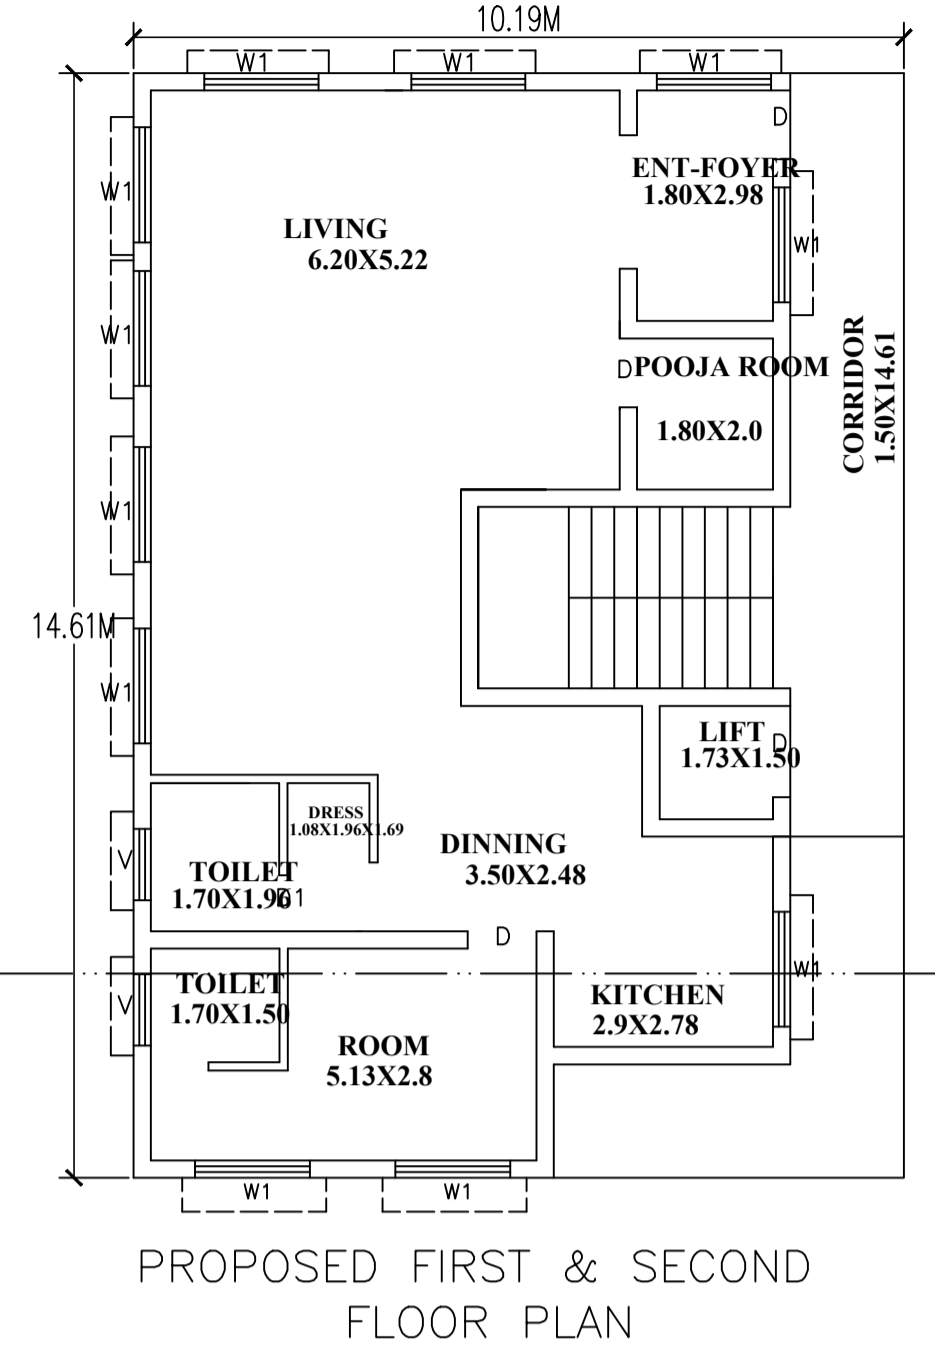 10.19M
W1
W1
W1
D
ENT-FOYER
1.80X2.98
W1
W1
LIVING
6.20X5.22
W1
D
POOJA ROOM
1.80X2.0
CORRIDOR
1.50X14.61
W1
14.61M
W1
LIFT
D
1.73X1.50
DRESS
1.08X1.96X1.69
DINNING
3.50X2.48
V
TOILET
1.70X1.96
D1
D
W1
V
TOILET
1.70X1.50
KITCHEN
2.9X2.78
ROOM
5.13X2.8
W1
W1
PROPOSED FIRST & SECOND
FLOOR PLAN